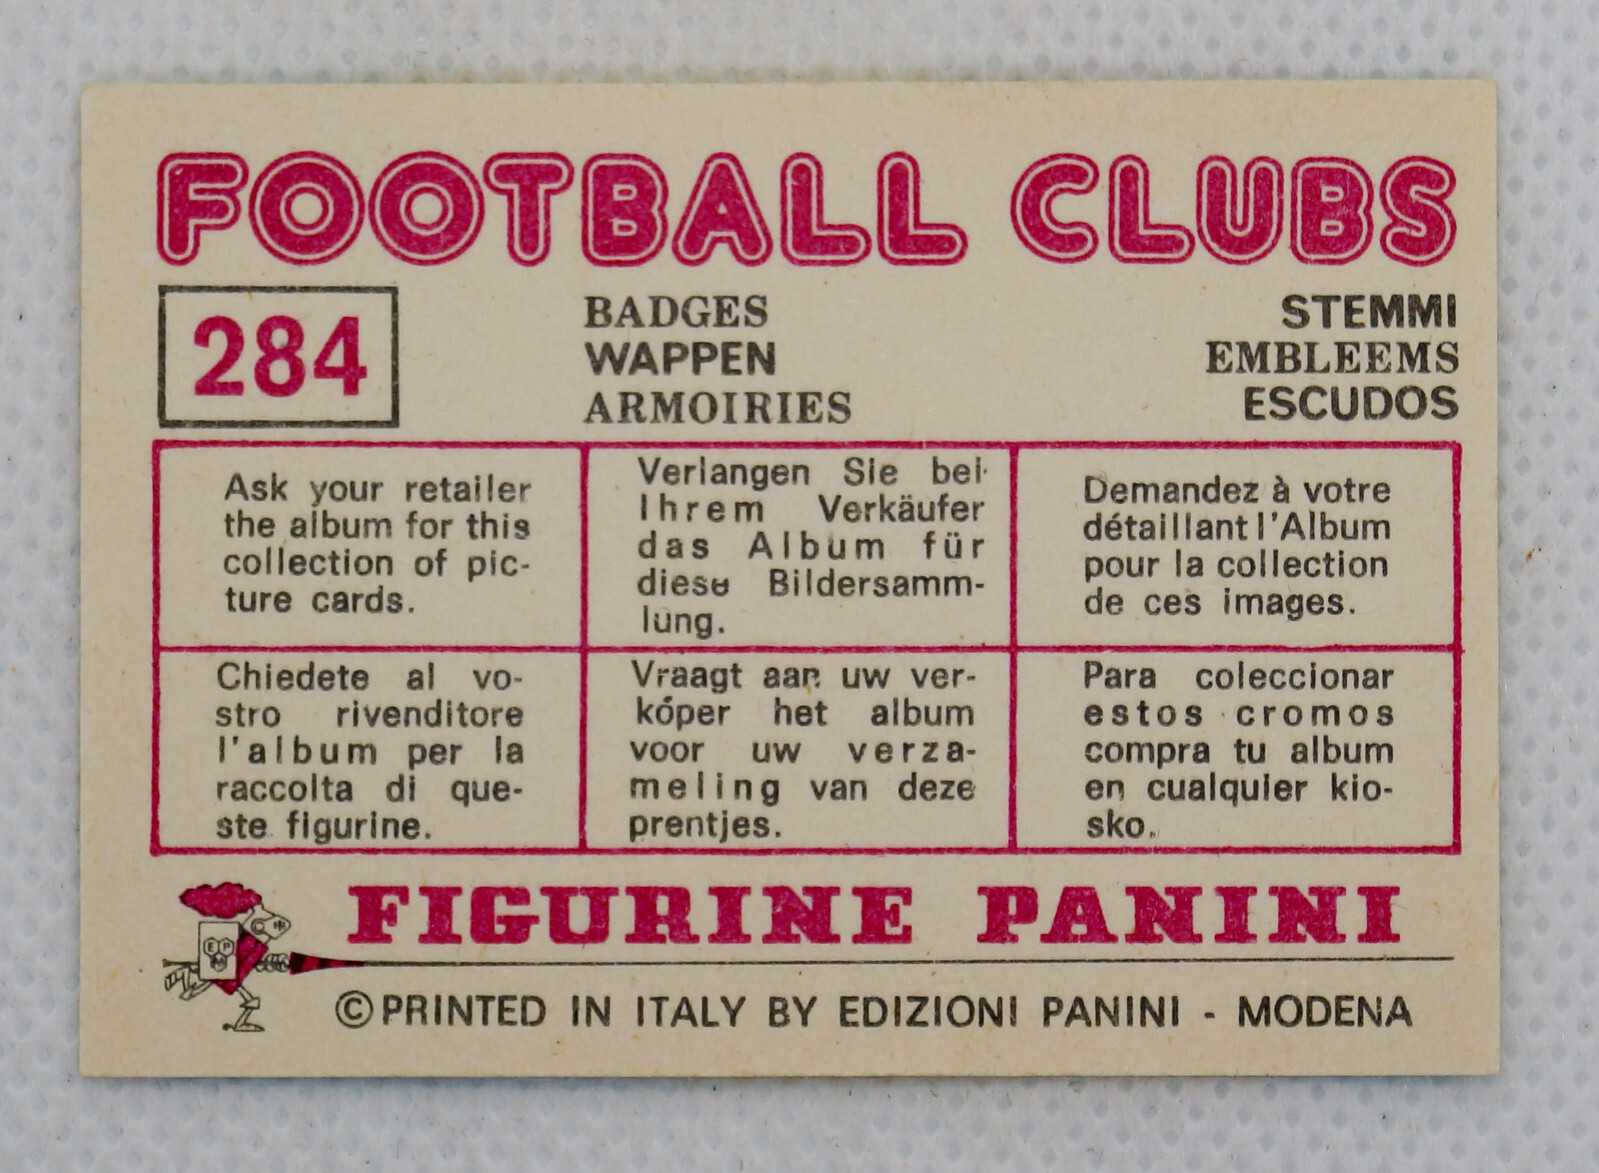 FOOTBALL CLUBS
284
BADGES
WAPPEN
ARMOIRIES
STEMMI
EMBLEEMS
ESCUDOS
Ask your retailer
the album for this
collection of pic-
ture cards.
Verlangen Sie bei
Ihrem Verkäufer
das Album für
diese Bildersamm-
lung.
Demandez à votre
détaillant l'Album
pour la collection
de ces images.
Chiedete al vo-
stro rivenditore
l'album per la
raccolta di que-
ste figurine.
Vraagt aan uw ver-
kóper het album
voor uw verza-
meling van deze
prentjes.
Para coleccionar
estos cromos
compra tu album
en cualquier kio-
sko.
FIGURINE PANINI
EPM
©PRINTED IN ITALY BY EDIZIONI PANINI - MODENA